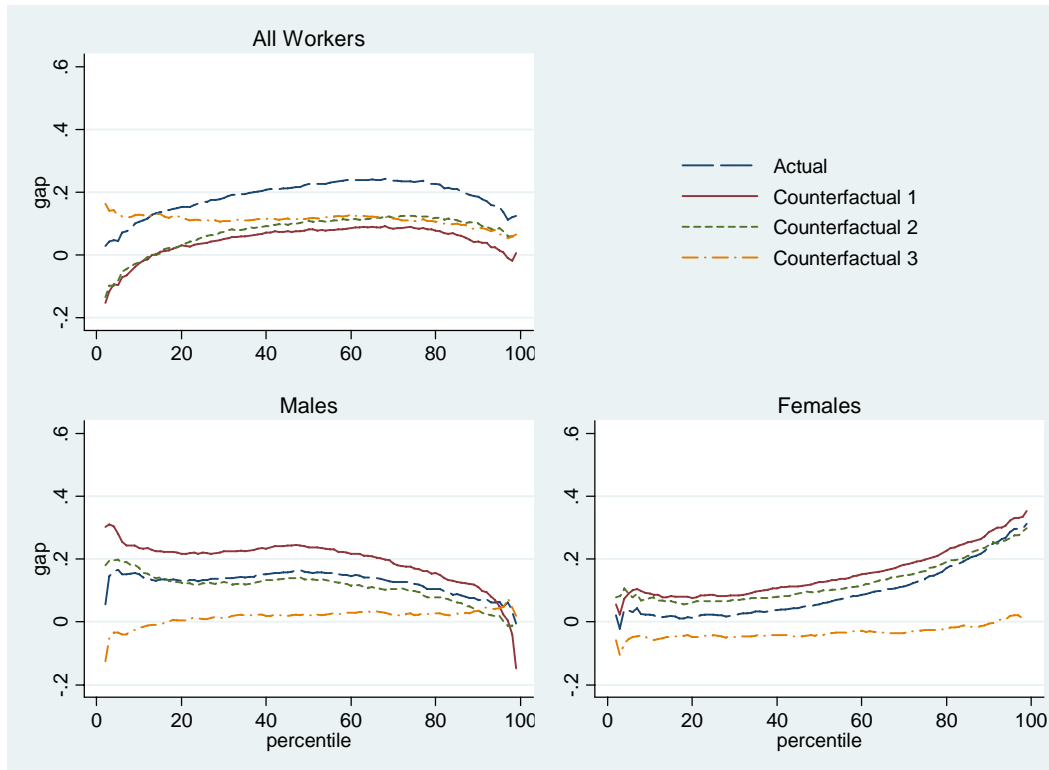 All Workers
.6
.4
.2
0
-.2
gap
0 20 40 60 80 100
Actual
Counterfactual 1
Counterfactual 2
Counterfactual 3
Males
.6
.4
.2
0
-.2
gap
0 20 40 60 80 100
percentile
Females
.6
.4
.2
0
-.2
0 20 40 60 80 100
percentile